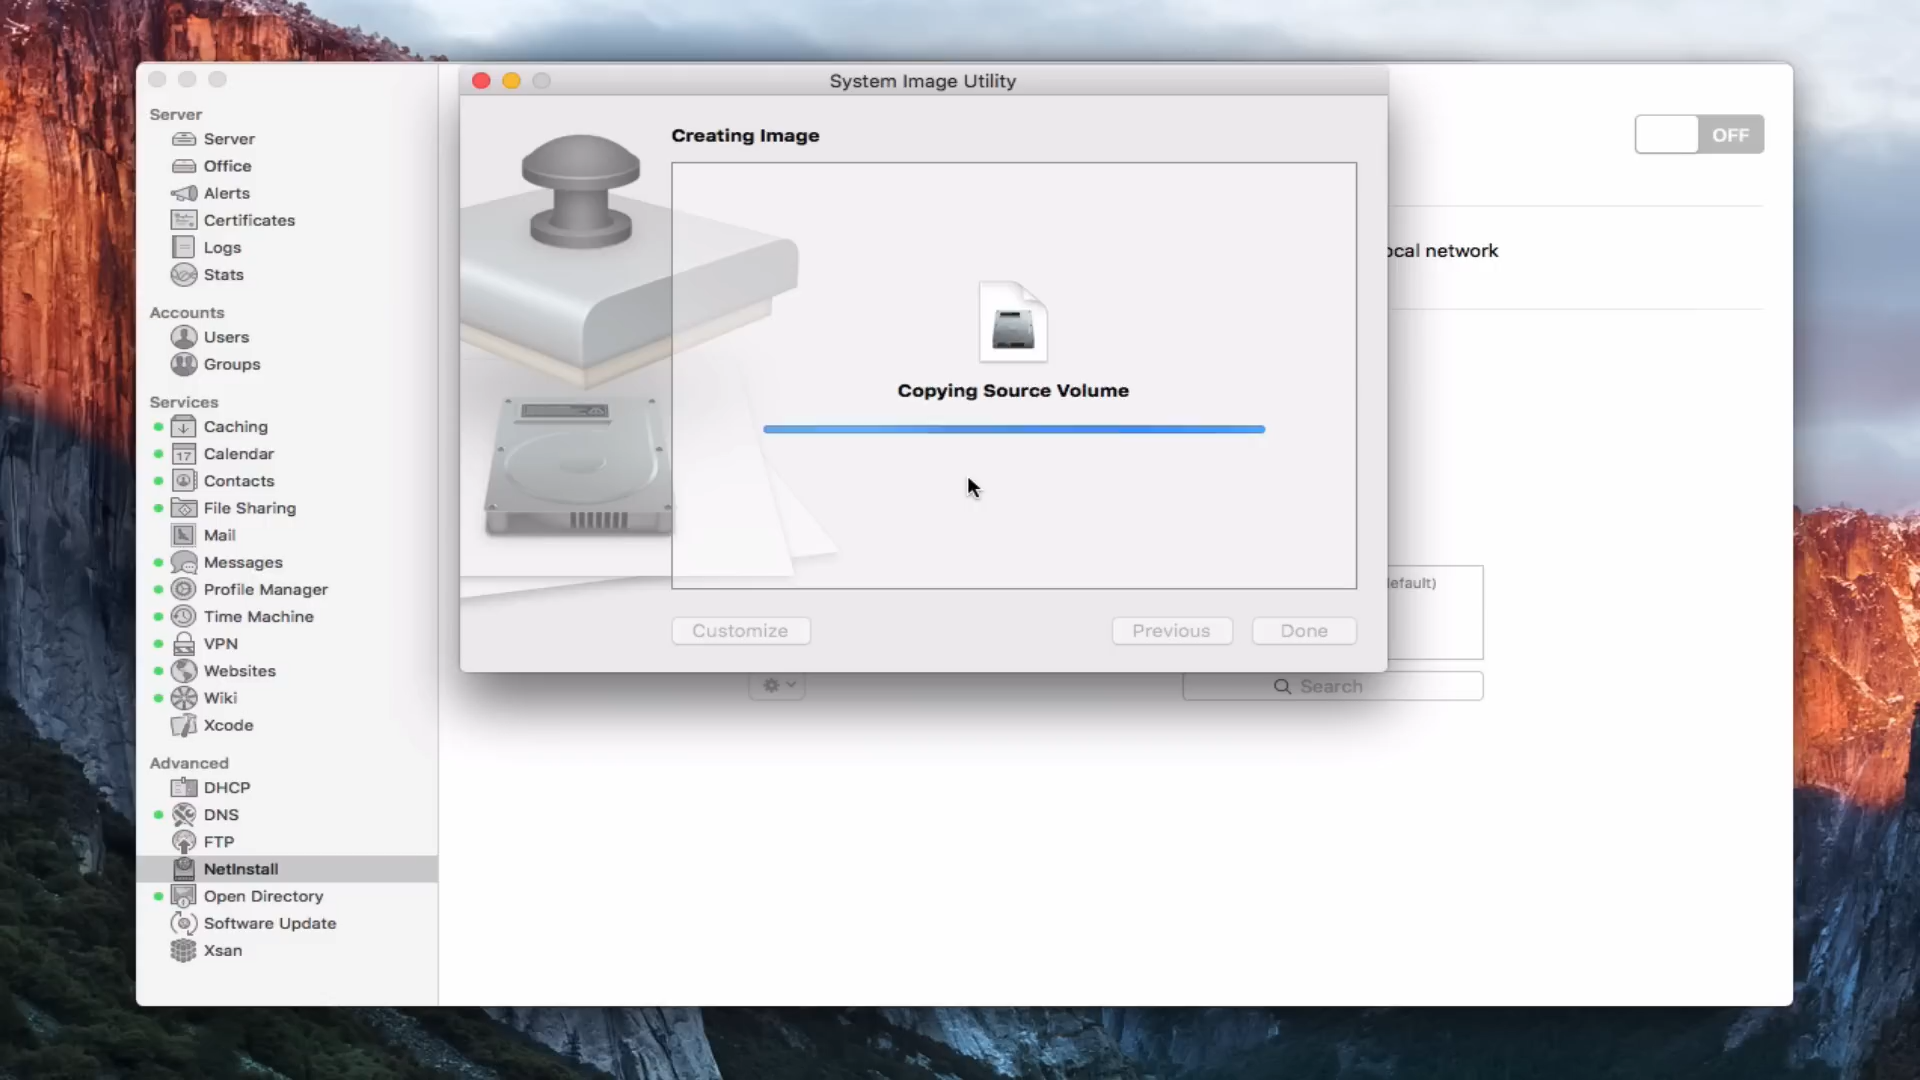 System Image Utility
Creating Image
Copying Source Volume
Customize
Previous
Done
Server
Server
Office
Alerts
Certificates
Logs
Stats
Accounts
Users
Groups
Services
Caching
17
Calendar
Contacts
File Sharing
Mail
Messages
Profile Manager
Time Machine
VPN
Websites
Wiki
Xcode
Advanced
DHCP
DNS
FTP
NetInstall
Open Directory
Software Update
Xsan
OFF
ocal network
efault)
Search